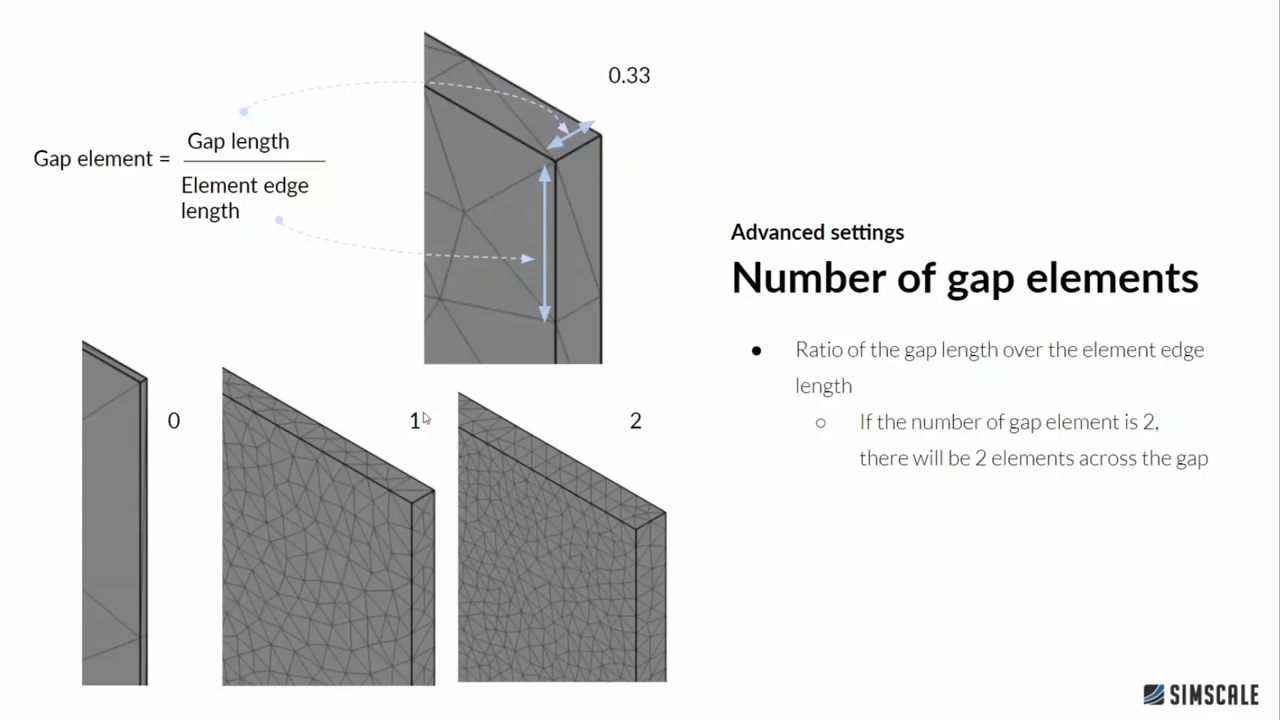 0.33
Gap element =
Gap length
Element edge
length
0
1
2
Advanced settings
Number of gap elements
● Ratio of the gap length over the element edge
length
○ If the number of gap element is 2,
there will be 2 elements across the gap
SIMSCALE